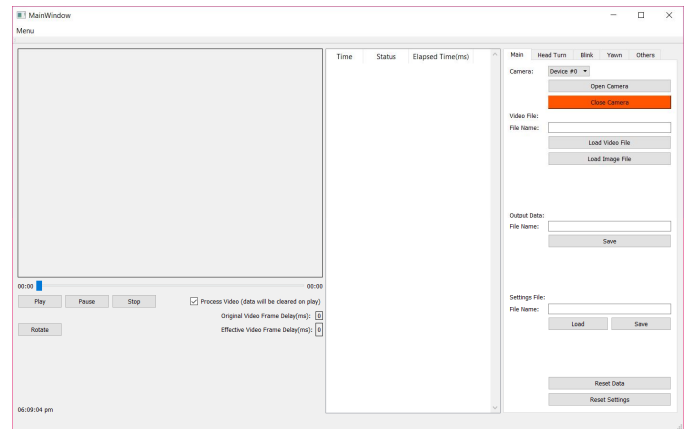 MainWindow
Menu
Time Status Elapsed Time(ms)
Main Head Turn Blink Yawn Others
Camera: Device #0
Open Camera
Close Camera
Video File:
File Name:
Load Video File
Load Image File
Output Data:
File Name:
Save
00:00 00:00
Play Pause Stop Process Video (data will be cleared on play)
Original Video Frame Delay(ms): 0
Rotate Effective Video Frame Delay(ms): 0
Settings File:
File Name:
Load Save
Reset Data
Reset Settings
06:09:04 pm